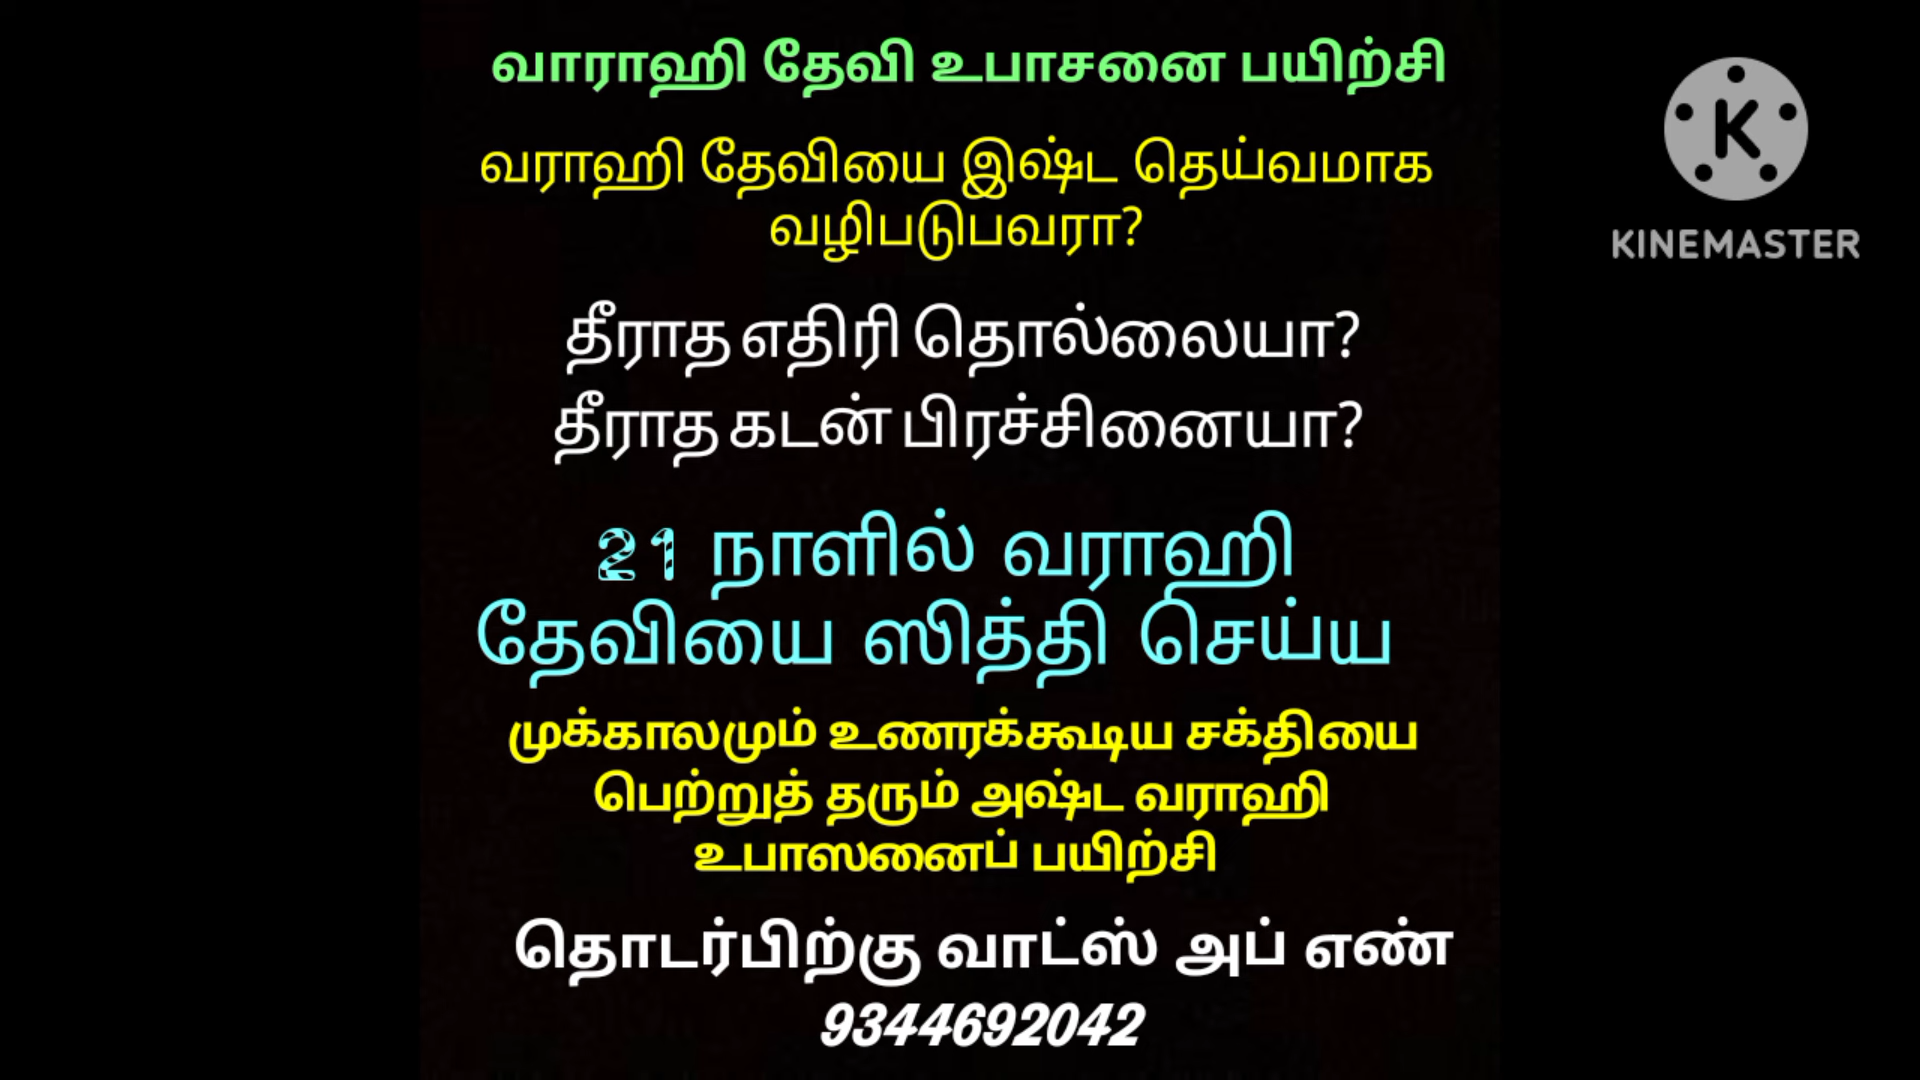 வாராஹி தேவி உபாசனை பயிற்சி
வராஹி தேவியை இஷ்ட தெய்வமாக
வழிபடுபவரா?
தீராத எதிரி தொல்லையா?
தீராத கடன் பிரச்சினையா?
21 நாளில் வராஹி
தேவியை ஸித்தி செய்ய
முக்காலமும் உணரக்கூடிய சக்தியை
பெற்றுத் தரும் அஷ்ட வராஹி
உபாஸனைப் பயிற்சி
தொடர்பிற்கு வாட்ஸ் அப் எண்
9344692042
K
KINEMASTER